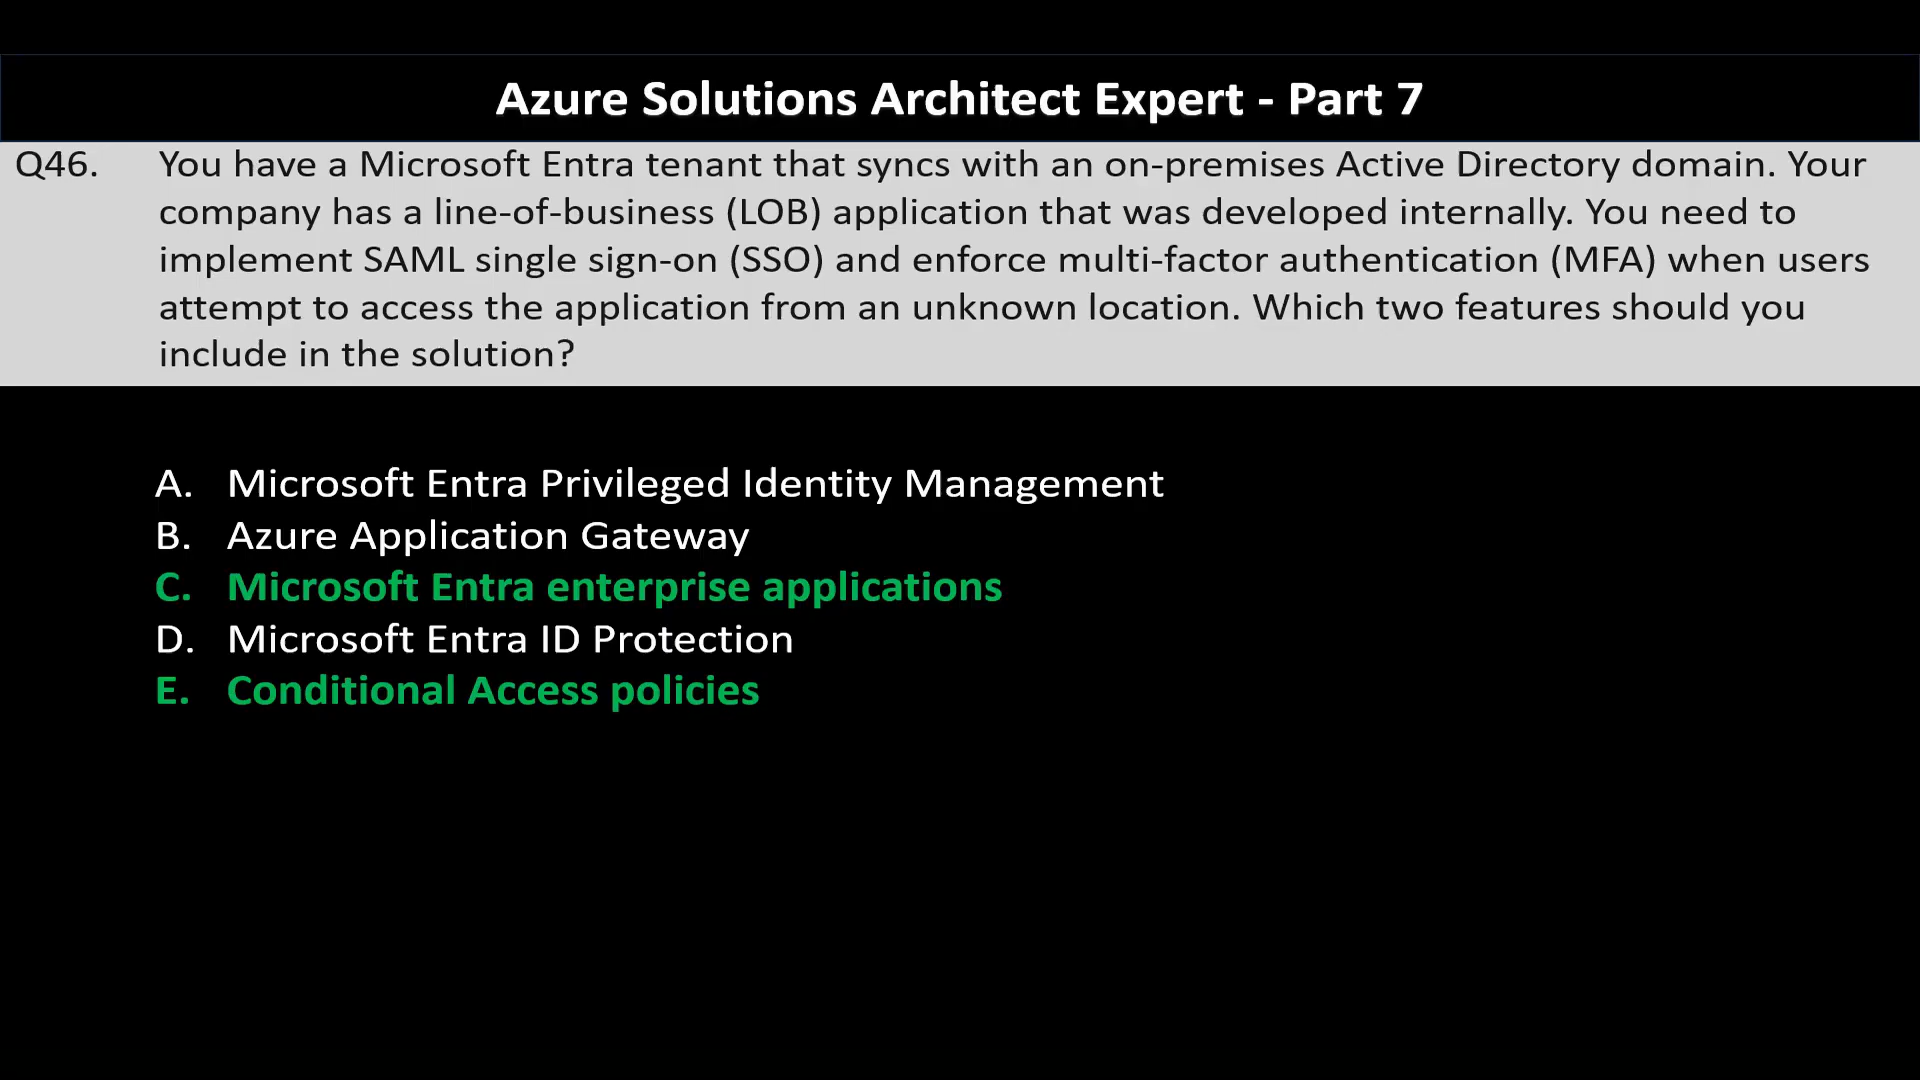 Azure Solutions Architect Expert - Part 7
Q46. You have a Microsoft Entra tenant that syncs with an on-premises Active Directory domain. Your
company has a line-of-business (LOB) application that was developed internally. You need to
implement SAML single sign-on (SSO) and enforce multi-factor authentication (MFA) when users
attempt to access the application from an unknown location. Which two features should you
include in the solution?
A. Microsoft Entra Privileged Identity Management
B. Azure Application Gateway
C. Microsoft Entra enterprise applications
D. Microsoft Entra ID Protection
E. Conditional Access policies